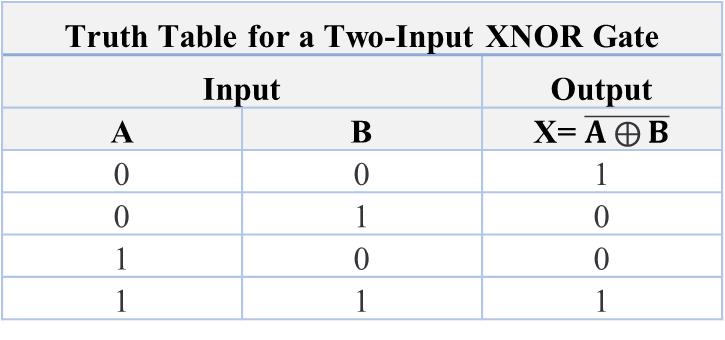 Truth Table for a Two-Input XNOR Gate
Input Output
A B X= A̅ ̅⊕̅ ̅B̅
0 0 1
0 1 0
1 0 0
1 1 1